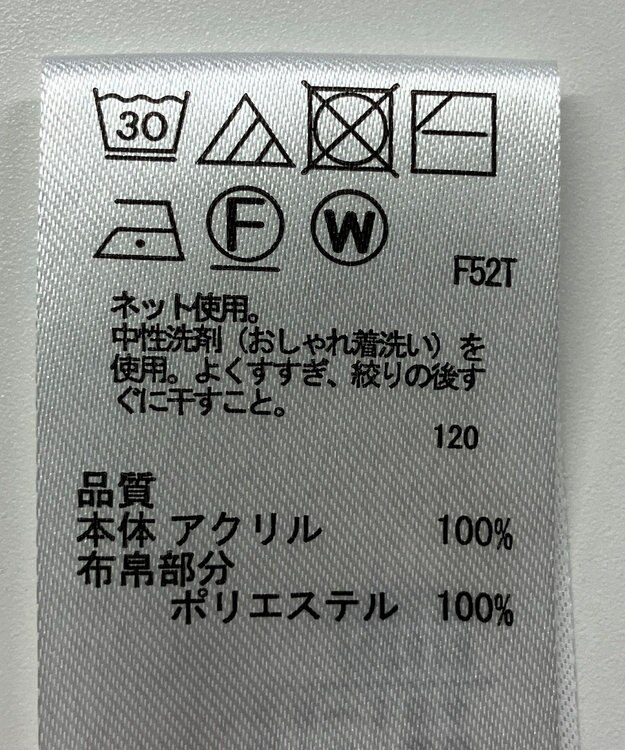 30
F W
F52T
ネット使用。
中性洗剤（おしゃれ着洗い）を
使用。よくすすぎ、絞りの後す
ぐに干すこと。
120
品質
本体 アクリル 100%
布帛部分
ポリエステル 100%